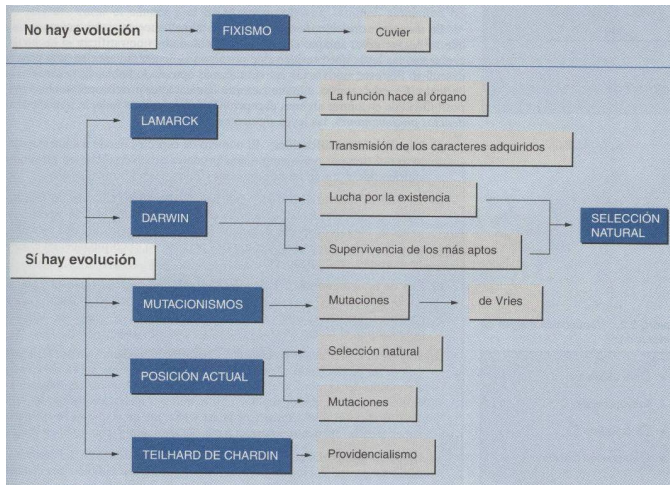 No hay evolución
FIXISMO
Cuvier
LAMARCK
La función hace al órgano
Transmisión de los caracteres adquiridos
DARWIN
Lucha por la existencia
Supervivencia de los más aptos
SELECCIÓN
NATURAL
Sí hay evolución
MUTACIONISMOS
Mutaciones
de Vries
POSICIÓN ACTUAL
Selección natural
Mutaciones
TEILHARD DE CHARDIN
Providencialismo